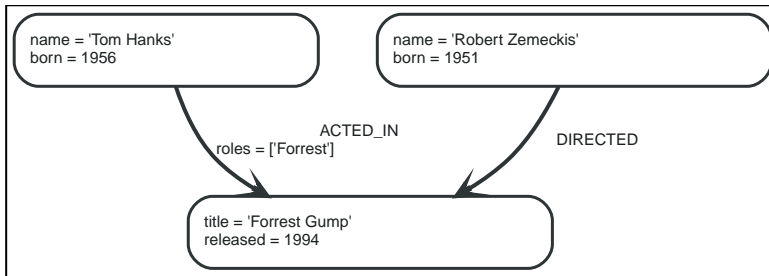 name = 'Tom Hanks'
born = 1956
name = 'Robert Zemeckis'
born = 1951
ACTED_IN
roles = ['Forrest']
DIRECTED
title = 'Forrest Gump'
released = 1994